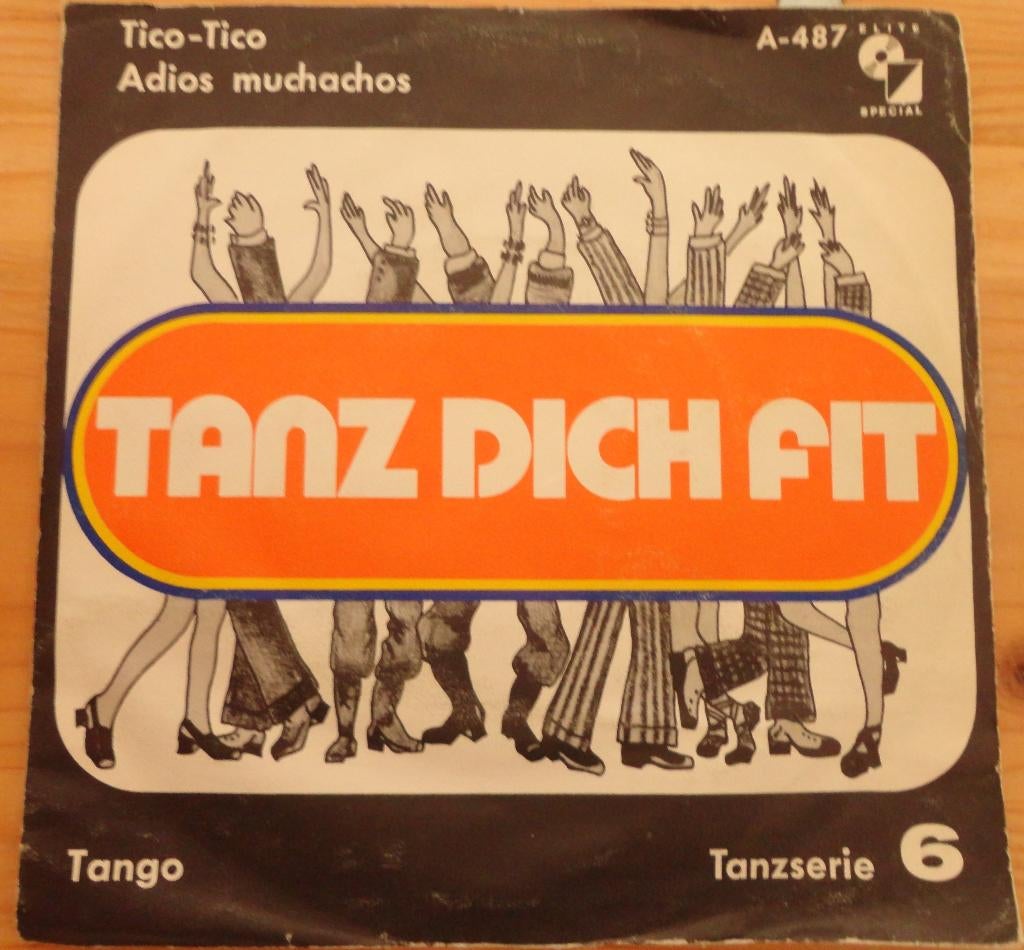 Tico-Tico
Adios muchachos
A-487
ELITE
SPECIAL
TANZ DICH FIT
Tango
Tanzserie 6